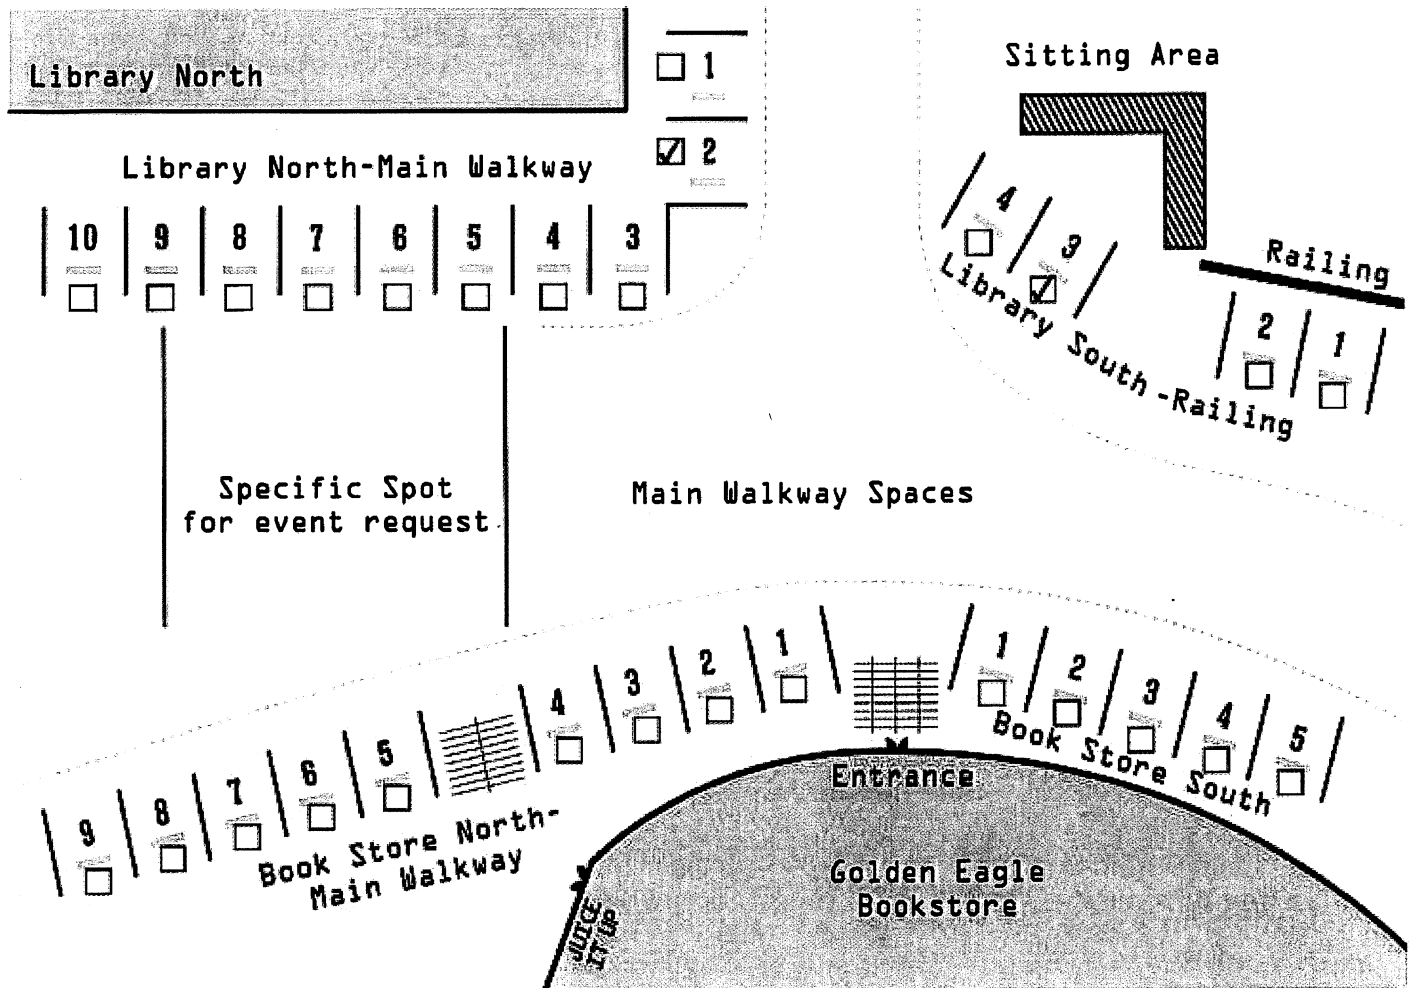 Library North
1
2
Library North-Main Walkway
10 9 8 7 6 5 4 3
Sitting Area
4 3
Library South-Railing
Railing
2 1
Specific Spot
for event request
Main Walkway Spaces
9 8 7 6 5 4 3 2 1
Book Store North-
Main Walkway
1 2 3 4 5
Book Store South
Entrance
Golden Eagle
Bookstore
JUICE
IT UP